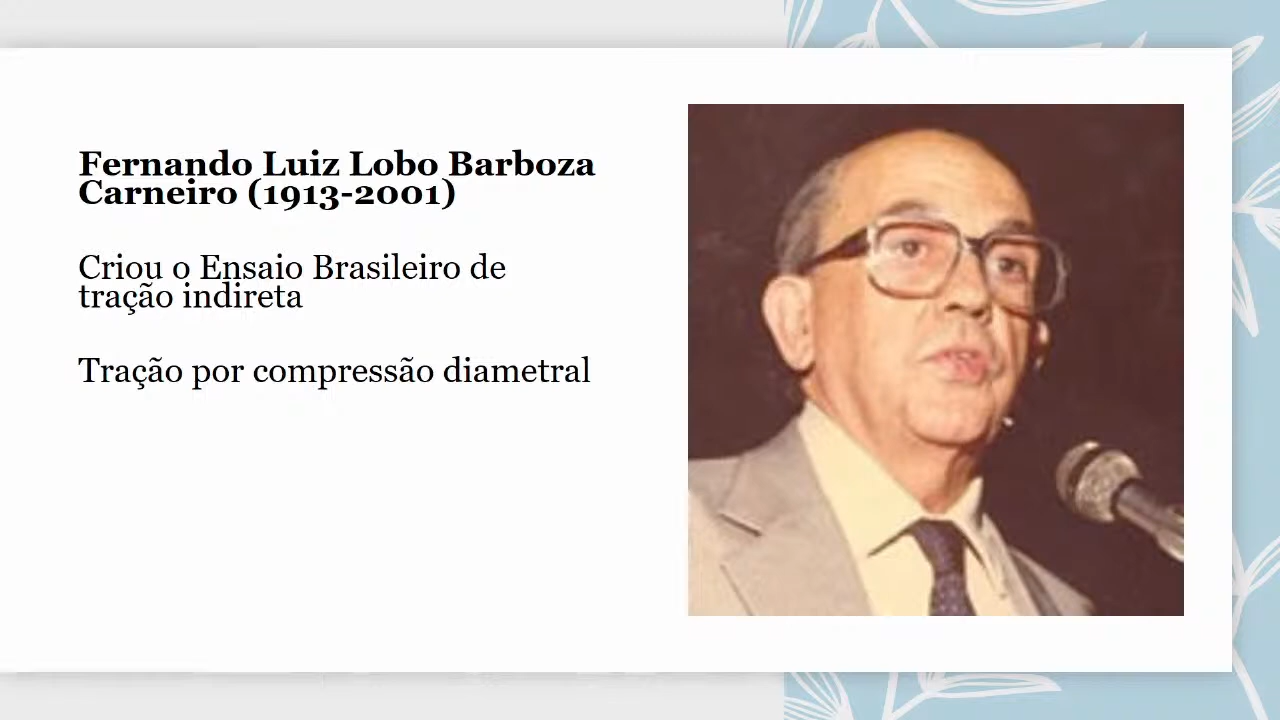 Fernando Luiz Lobo Barboza
Carneiro (1913-2001)
Criou o Ensaio Brasileiro de
tração indireta
Tração por compressão diametral